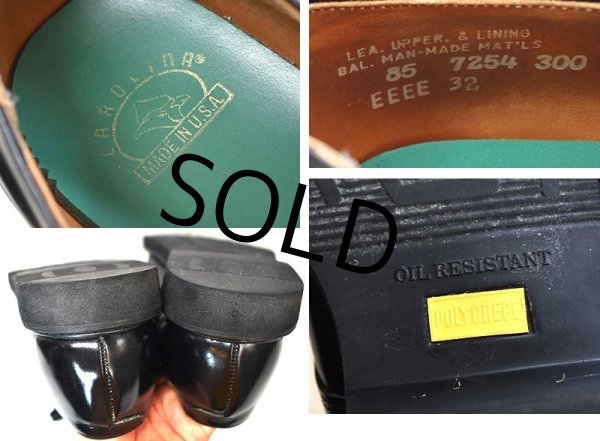 CAROLINA®
MADE IN U.S.A.
LEA. UPPER. & LINING
BAL. MAN-MADE MAT'LS
85 7254 300
EEEE 32
SOLD
OIL RESISTANT
POLYCREPE